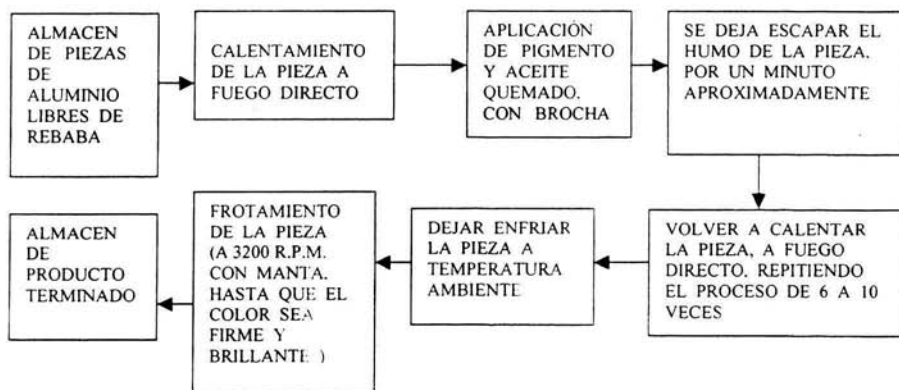 ALMACEN
DE PIEZAS
DE
ALUMINIO
LIBRES DE
REBABA
CALENTAMIENTO
DE LA PIEZA A
FUEGO DIRECTO
APLICACIÓN
DE PIGMENTO
Y ACEITE
QUEMADO.
CON BROCHA
SE DEJA ESCAPAR EL
HUMO DE LA PIEZA.
POR UN MINUTO
APROXIMADAMENTE
VOLVER A CALENTAR
LA PIEZA, A FUEGO
DIRECTO. REPITIENDO
EL PROCESO DE 6 A 10
VECES
DEJAR ENFRIAR
LA PIEZA A
TEMPERATURA
AMBIENTE
FROTAMIENTO
DE LA PIEZA
(A 3200 R.P.M.
CON MANTA.
HASTA QUE EL
COLOR SEA
FIRME Y
BRILLANTE )
ALMACEN
DE
PRODUCTO
TERMINADO